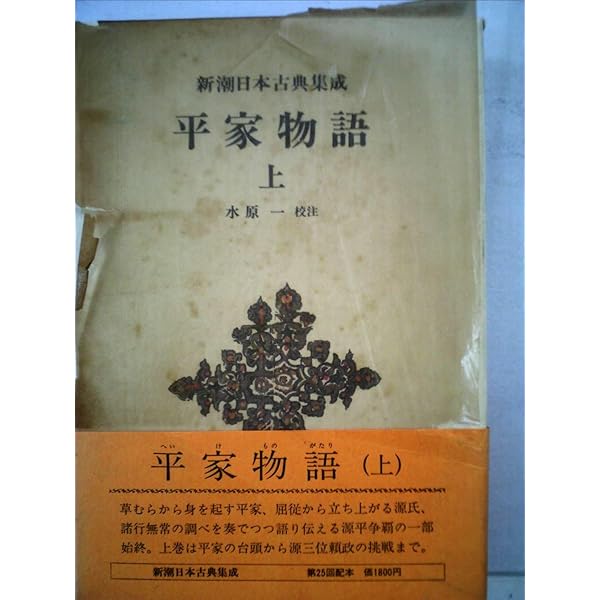 新潮日本古典集成
平家物語
上
水原一 校注
へいけものがたり
平家物語(上)
草むらから身を起す平家、屈従から立ち上がる源氏、
諸行無常の調べを奏でつつ語り伝える源平争覇の一部
始終。上巻は平家の台頭から源三位頼政の挑戦まで。
新潮日本古典集成 第25回配本 価1800円